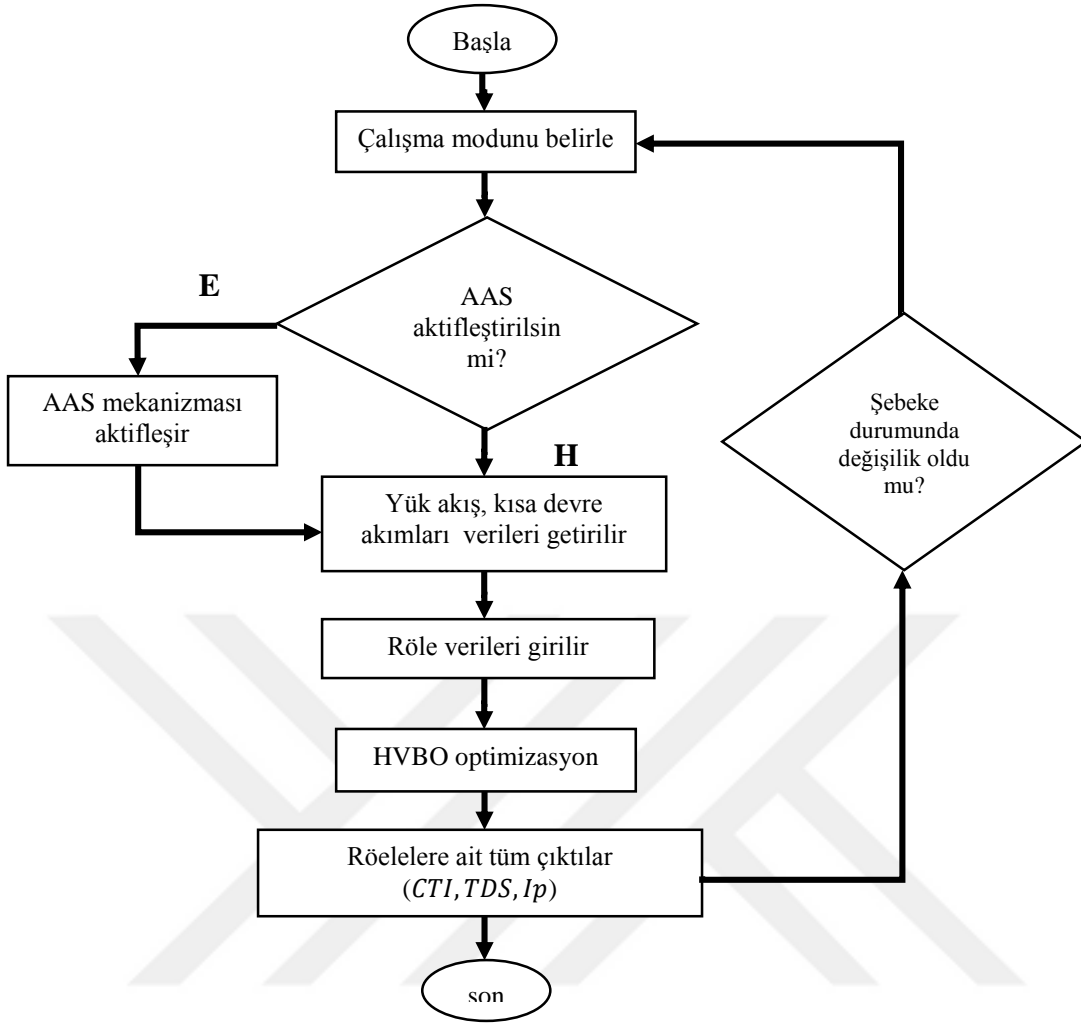 Başla
Çalışma modunu belirle
E
AAS
aktifleştirilsin
mi?
AAS mekanizması
aktifleşir
H
Şebeke
durumunda
değişilik oldu
mu?
Yük akış, kısa devre
akımları verileri getirilir
Röle verileri girilir
HVBO optimizasyon
Röelelere ait tüm çıktılar
(CTI, TDS, Ip)
son